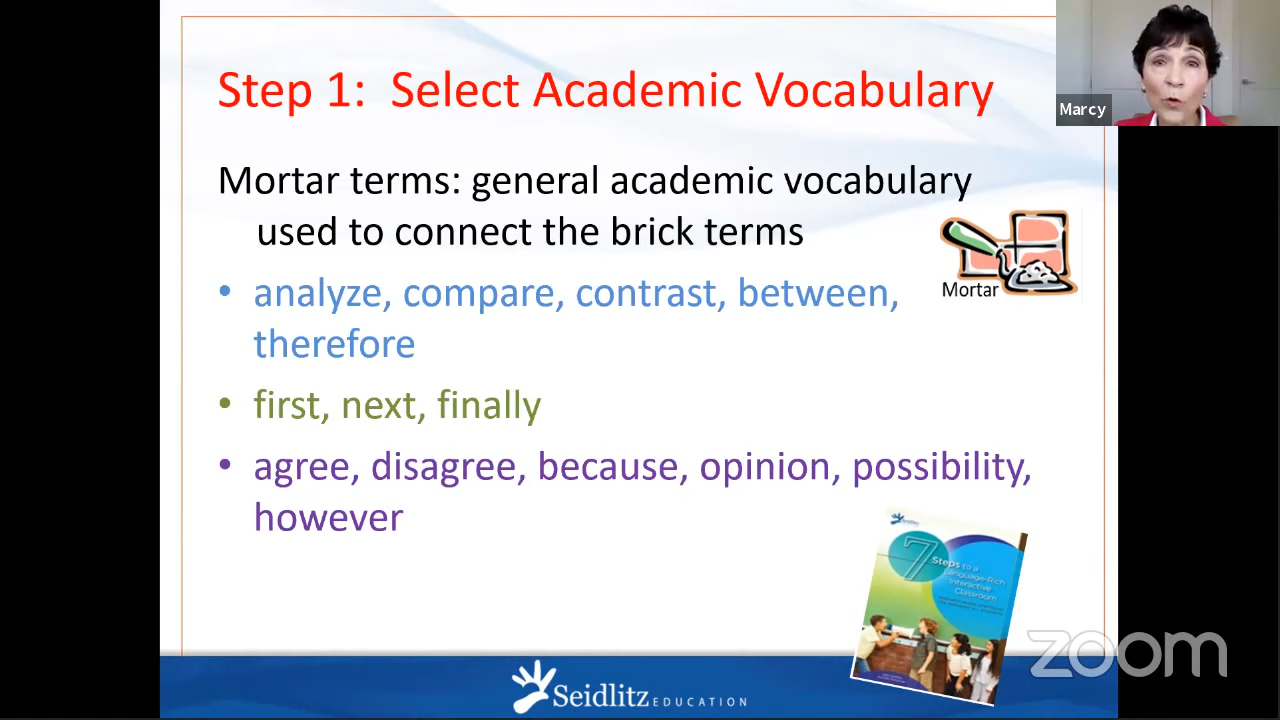 Step 1: Select Academic Vocabulary
Marcy
Mortar terms: general academic vocabulary
used to connect the brick terms
Mortar
• analyze, compare, contrast, between,
therefore
• first, next, finally
• agree, disagree, because, opinion, possibility,
however
Seidlitz
7
Steps to a
Language-Rich
Interactive
Classroom
zoom
Seidlitz EDUCATION